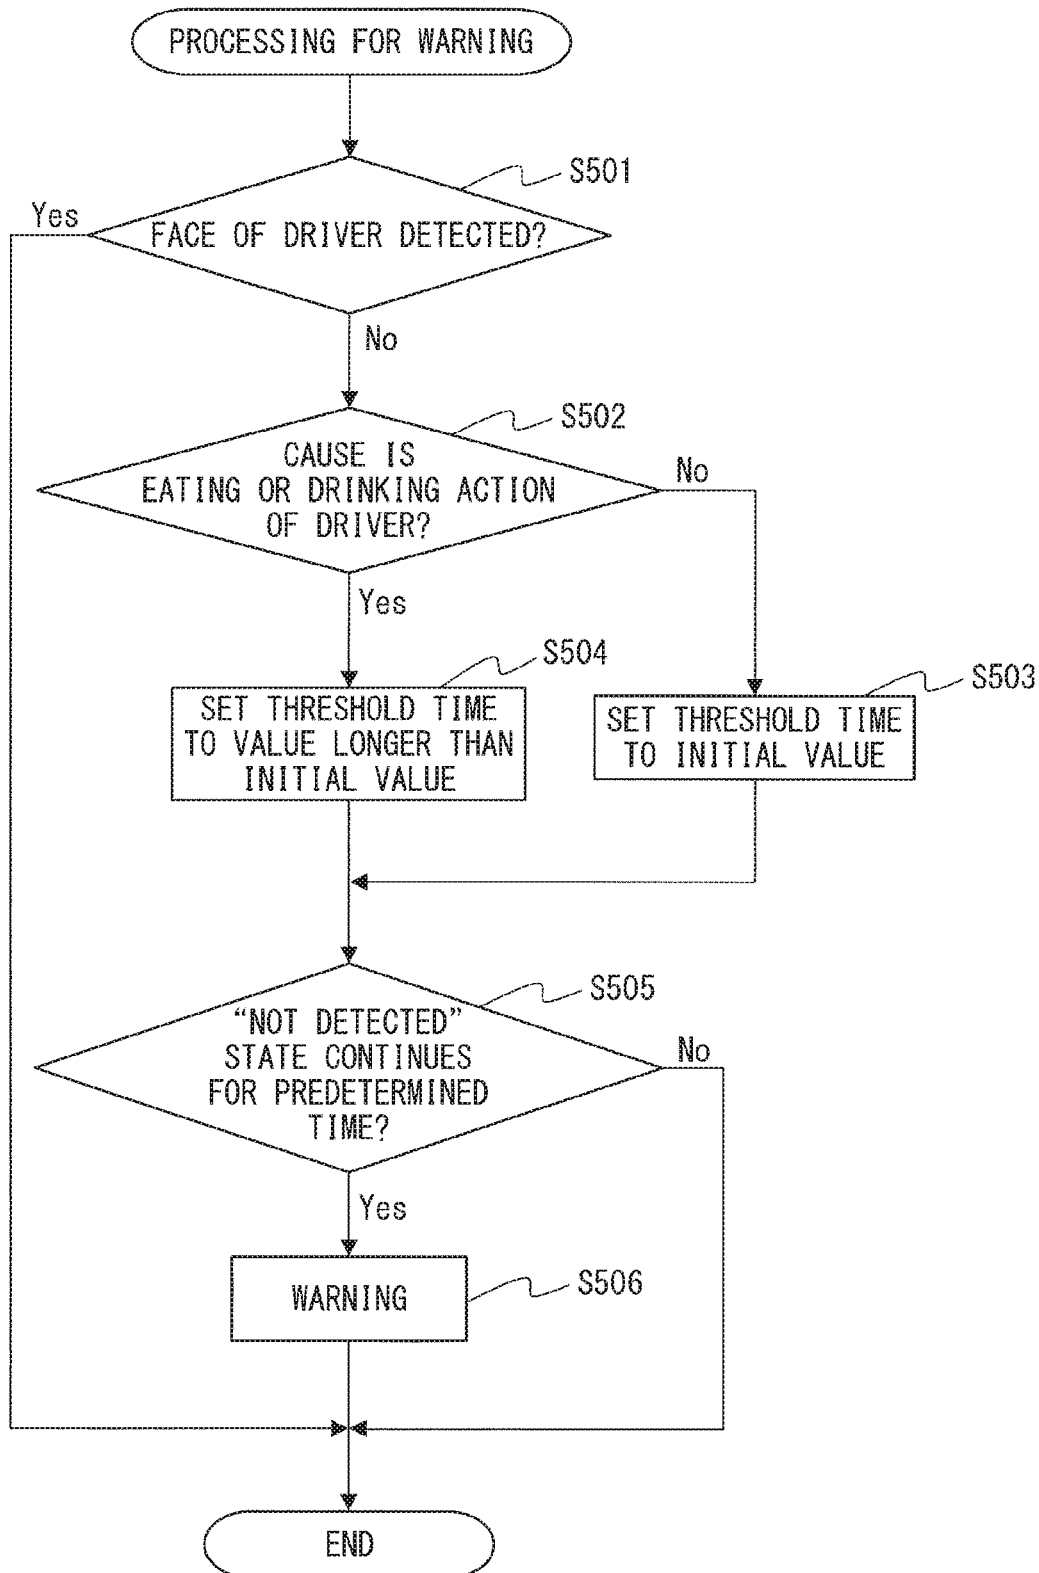 PROCESSING FOR WARNING
S501
Yes
FACE OF DRIVER DETECTED?
No
S502
CAUSE IS
EATING OR DRINKING ACTION
OF DRIVER?
No
Yes
S504
S503
SET THRESHOLD TIME
TO VALUE LONGER THAN
INITIAL VALUE
SET THRESHOLD TIME
TO INITIAL VALUE
S505
“NOT DETECTED”
STATE CONTINUES
FOR PREDETERMINED
TIME?
No
Yes
WARNING
S506
END